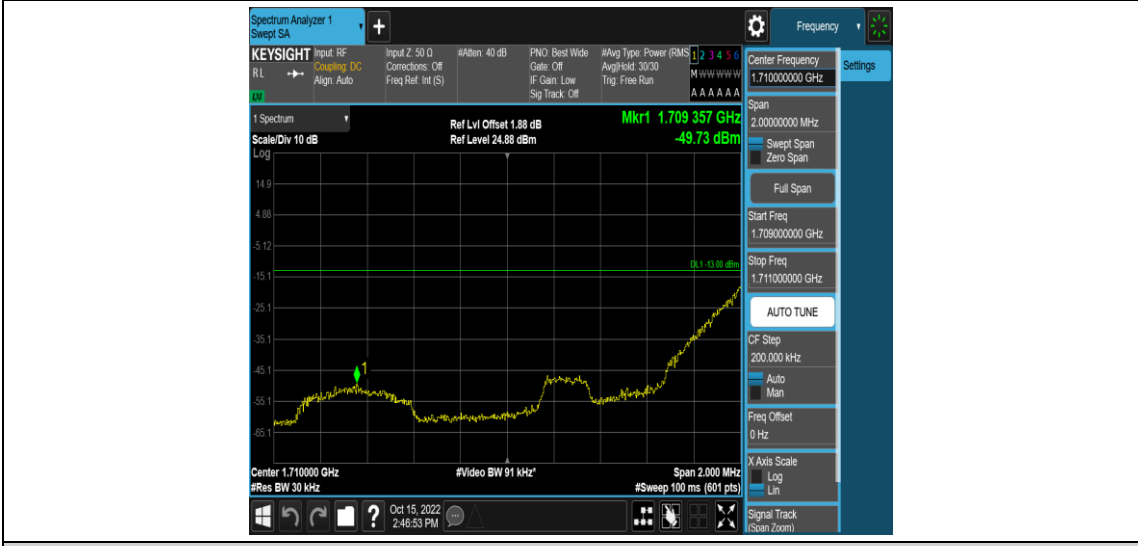 Spectrum Analyzer 1
Swept SA
+
Frequency
KEYSIGHT
RL
LXI
Input: RF
Coupling: DC
Align: Auto
Input Z: 50 Ω
Corrections: Off
Freq Ref: Int (S)
#Atten: 40 dB
PNO: Best Wide
Gate: Off
IF Gain: Low
Sig Track: Off
#Avg Type: Power (RMS
Avg|Hold: 30/30
Trig: Free Run
1 2 3 4 5 6
M W W W W W
A A A A A A
1 Spectrum
Scale/Div 10 dB
Log
Ref Lvl Offset 1.88 dB
Ref Level 24.88 dBm
Mkr1 1.709 357 GHz
-49.73 dBm
14.9
4.88
-5.12
DL1 -13.00 dBm
-15.1
-25.1
-35.1
-45.1
1
-55.1
-65.1
Center 1.710000 GHz
#Video BW 91 kHz*
Span 2.000 MHz
#Res BW 30 kHz
#Sweep 100 ms (601 pts)
?
Oct 15, 2022
2:46:53 PM
Center Frequency
1.710000000 GHz
Settings
Span
2.00000000 MHz
Swept Span
Zero Span
Full Span
Start Freq
1.709000000 GHz
Stop Freq
1.711000000 GHz
AUTO TUNE
CF Step
200.000 kHz
Auto
Man
Freq Offset
0 Hz
X Axis Scale
Log
Lin
Signal Track
(Span Zoom)